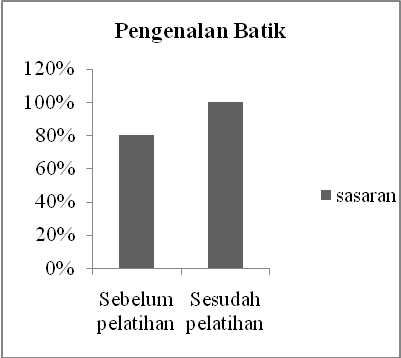 Pengenalan Batik
120%
100%
80%
60%
40%
20%
0%
Sebelum pelatihan
Sesudah pelatihan
sasaran